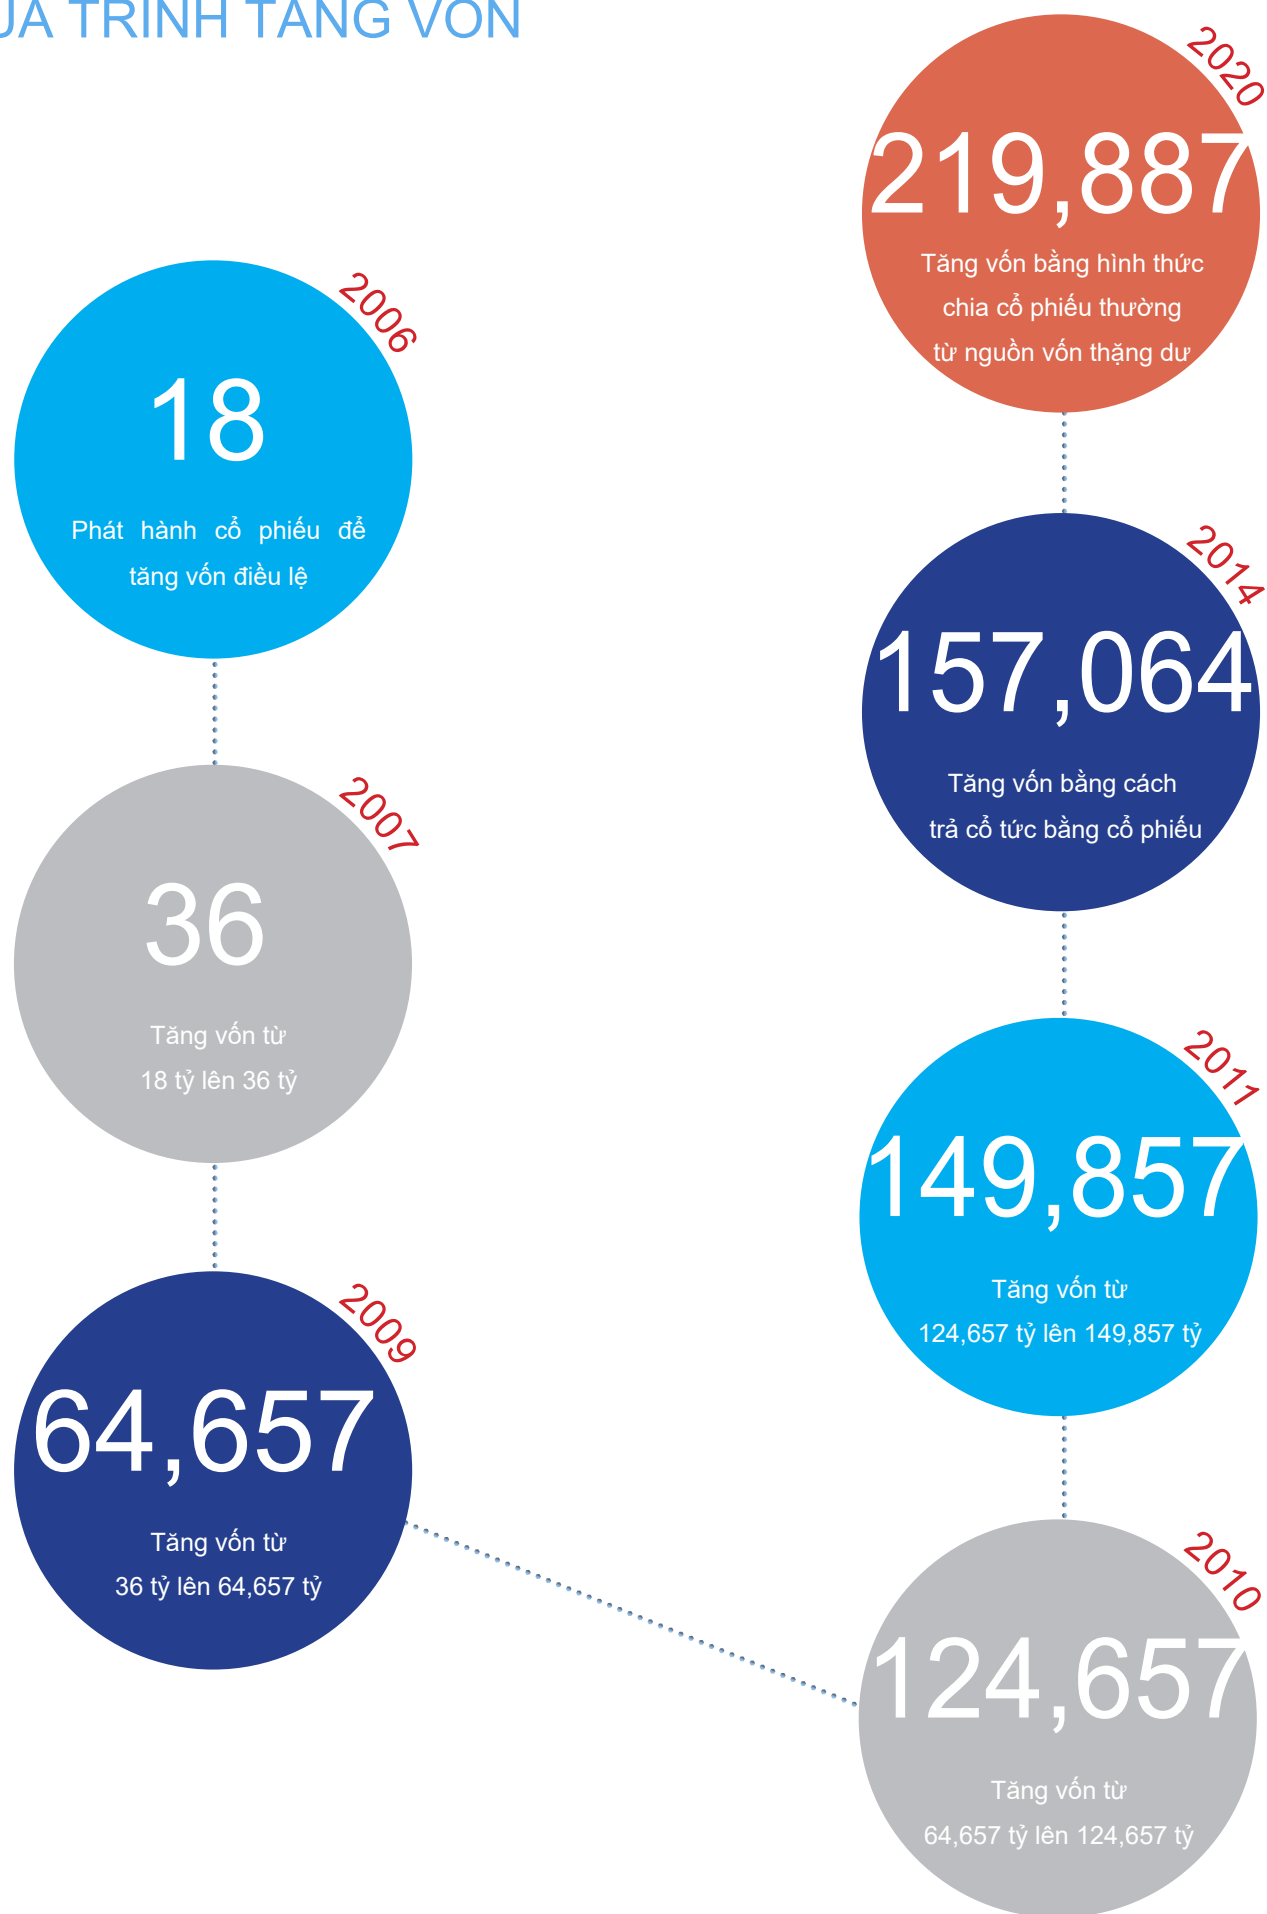 TRÌNH TĂNG VỐN
2006
18
Phát hành cổ phiếu để
tăng vốn điều lệ
2007
36
Tăng vốn từ
18 tỷ lên 36 tỷ
2009
64,657
Tăng vốn từ
36 tỷ lên 64,657 tỷ
2010
124,657
Tăng vốn từ
64,657 tỷ lên 124,657 tỷ
2011
149,857
Tăng vốn từ
124,657 tỷ lên 149,857 tỷ
2014
157,064
Tăng vốn bằng cách
trả cổ tức bằng cổ phiếu
2020
219,887
Tăng vốn bằng hình thức
chia cổ phiếu thường
từ nguồn vốn thặng dư